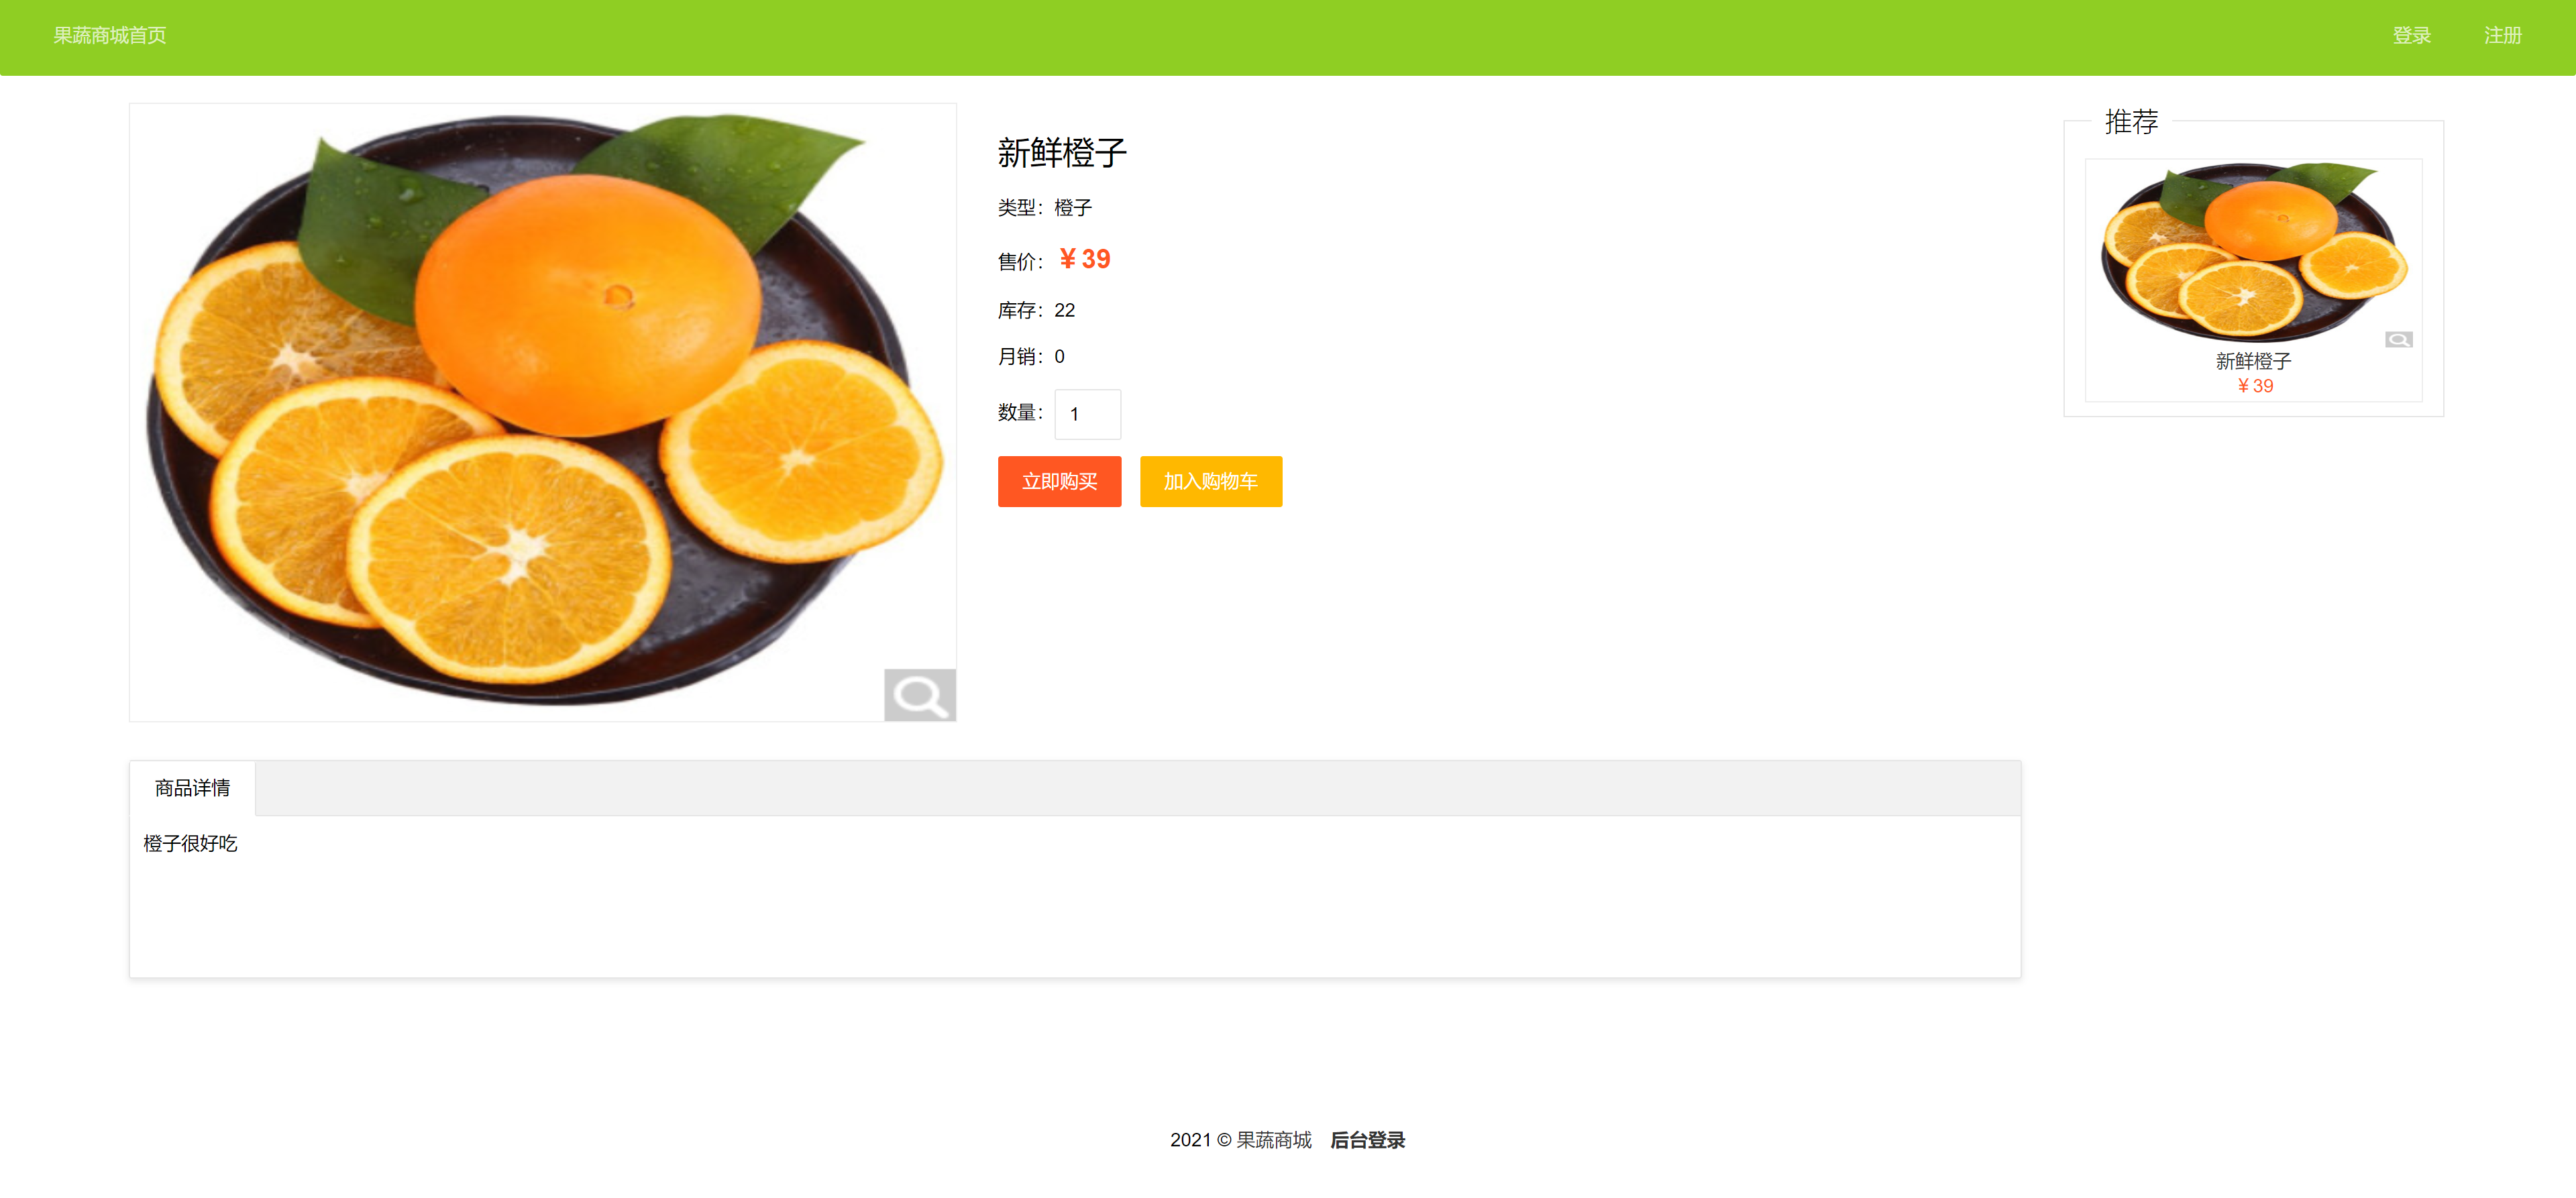 果蔬商城首页
登录
注册
新鲜橙子
类型：橙子
售价：￥39
库存：22
月销：0
数量：1
立即购买
加入购物车
推荐
新鲜橙子
￥39
商品详情
橙子很好吃
2021 © 果蔬商城 后台登录